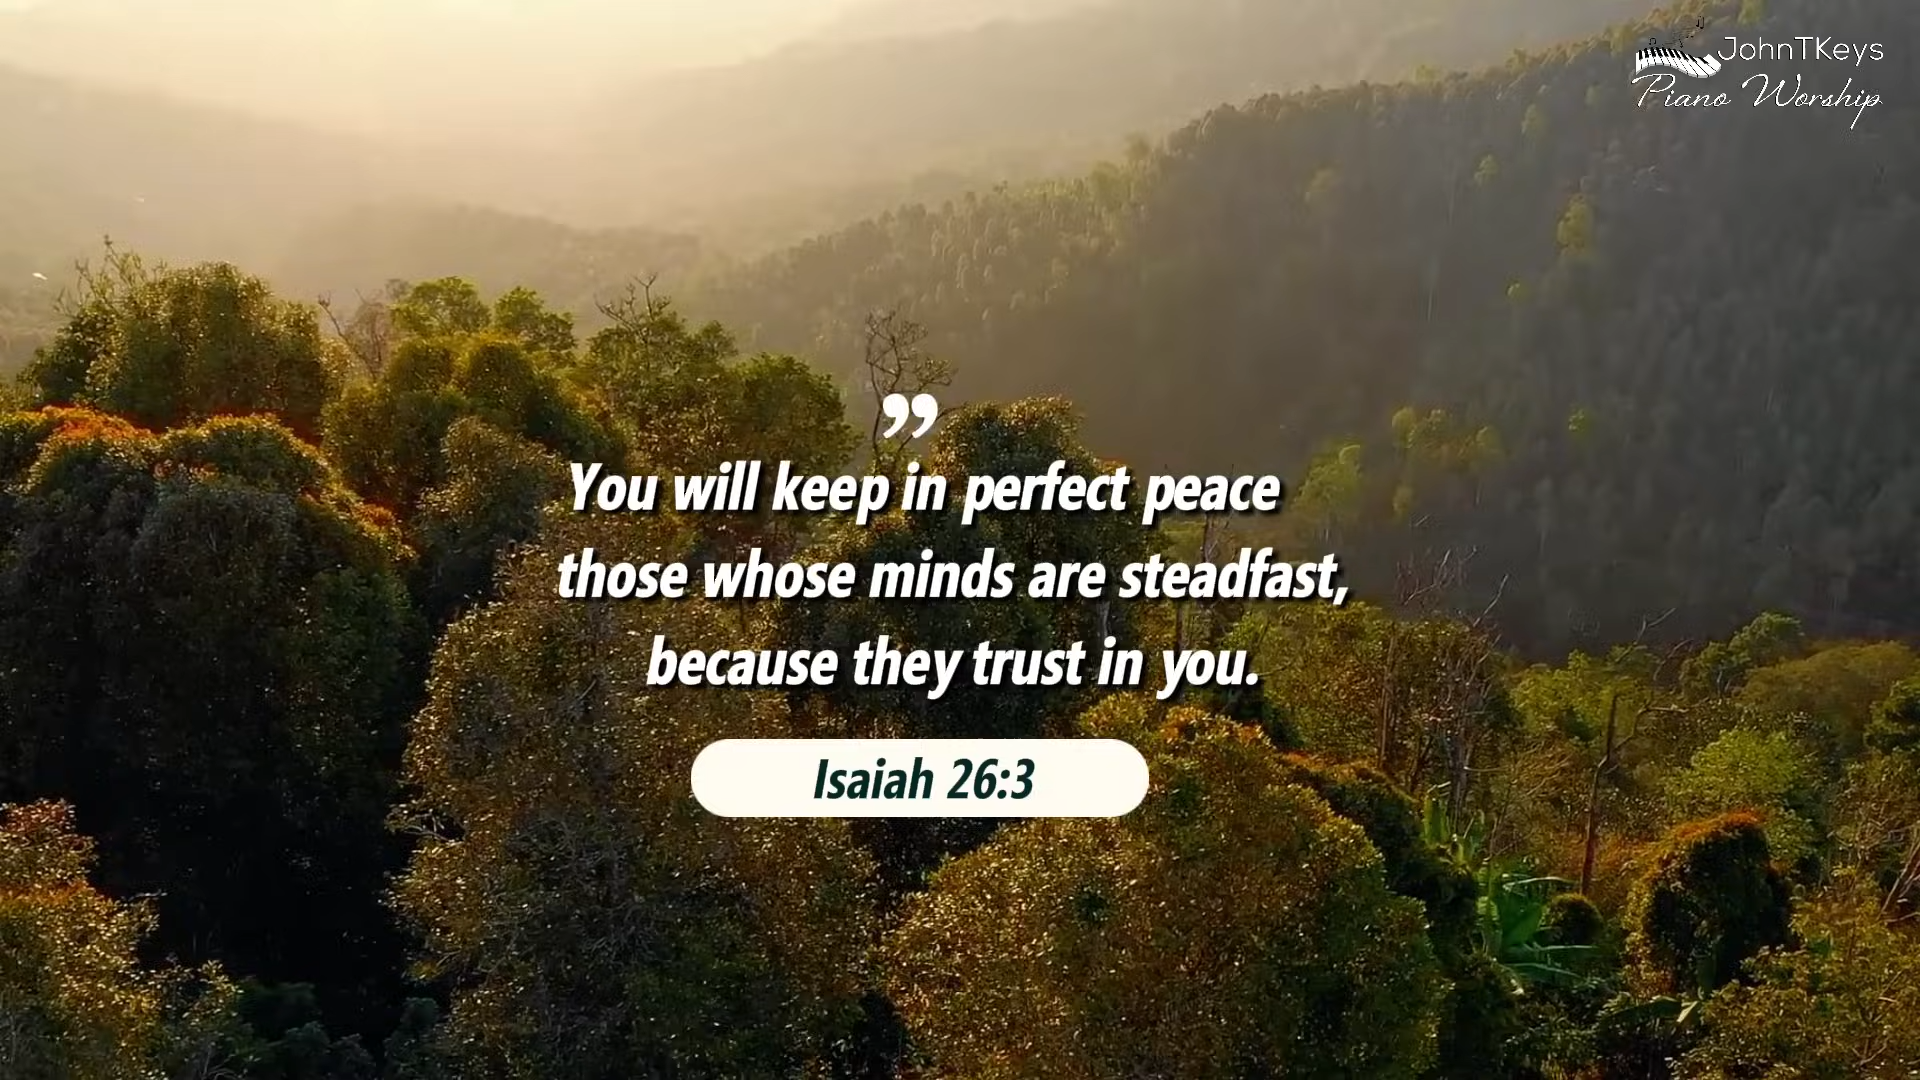 JohnTKeys
Piano Worship
”
You will keep in perfect peace
those whose minds are steadfast,
because they trust in you.
Isaiah 26:3